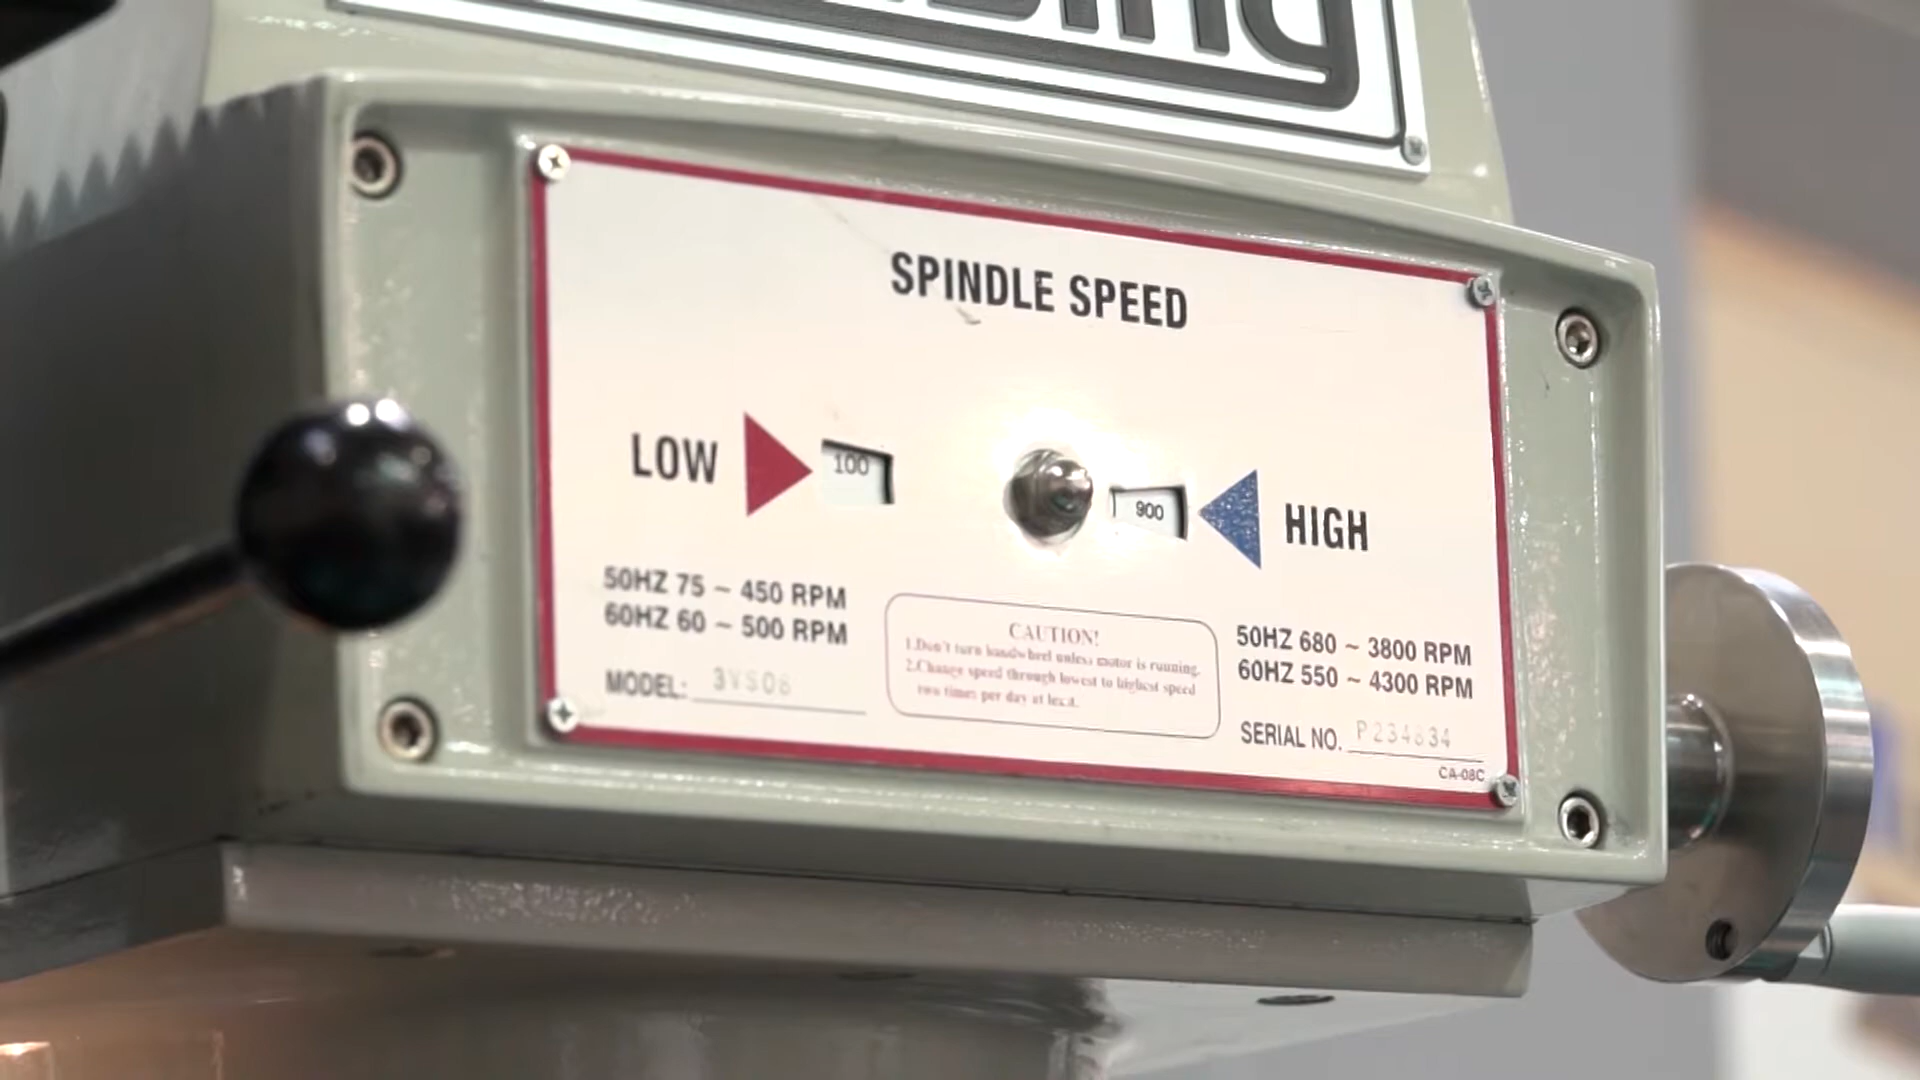 SPINDLE SPEED
LOW
100
900
HIGH
50HZ 75 ~ 450 RPM
60HZ 60 ~ 500 RPM
MODEL: 3VS08
CAUTION!
1.Don't turn handwheel unless motor is running.
2.Change speed through lowest to highest speed
two times per day at least.
50HZ 680 ~ 3800 RPM
60HZ 550 ~ 4300 RPM
SERIAL NO. P234834
CA-08C